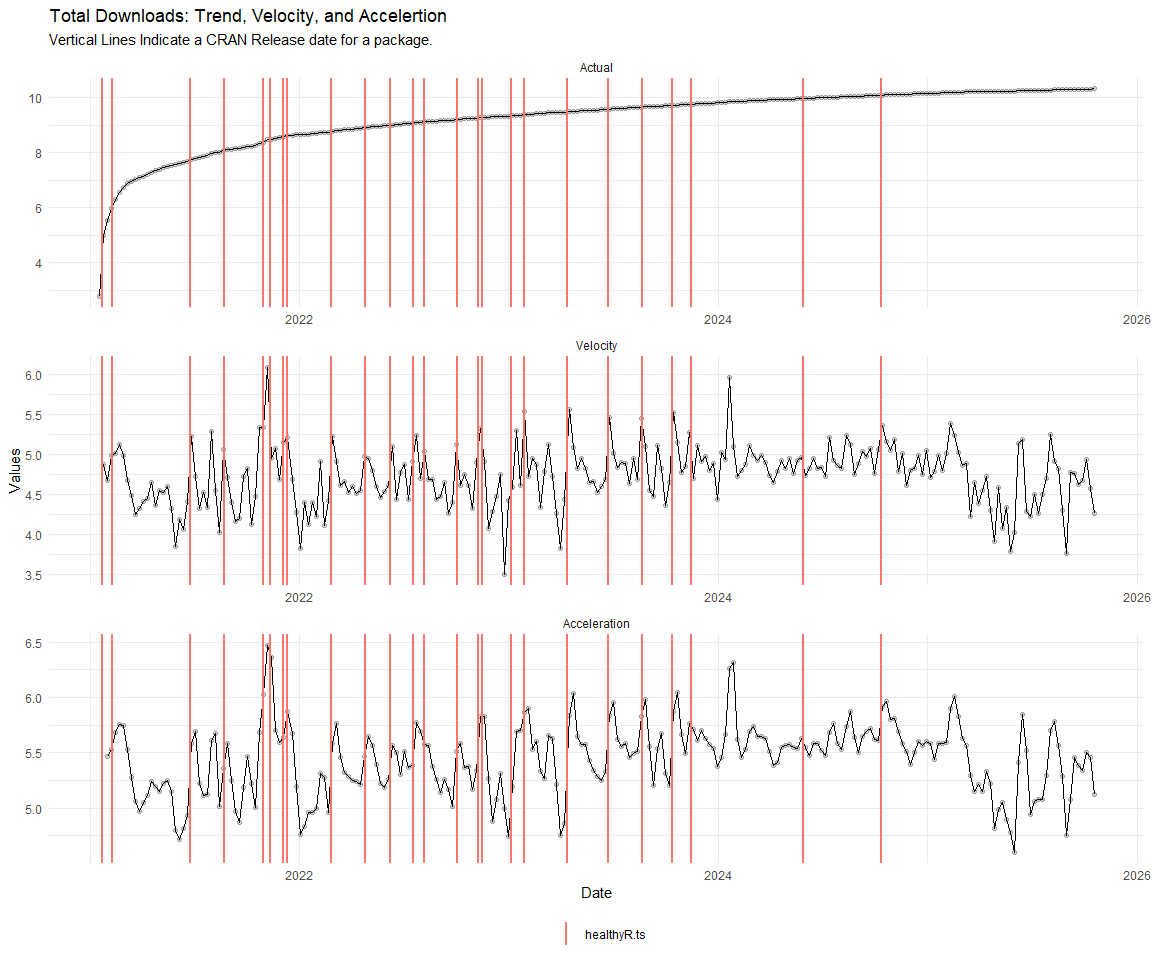 Total Downloads: Trend, Velocity, and Accelertion
Vertical Lines Indicate a CRAN Release date for a package.
Actual
10
8
6
4
2022
2024
2026
Velocity
6.0
5.5
5.0
4.5
4.0
3.5
2022
2024
2026
Values
Acceleration
6.5
6.0
5.5
5.0
2022
2024
2026
Date
healthyR.ts